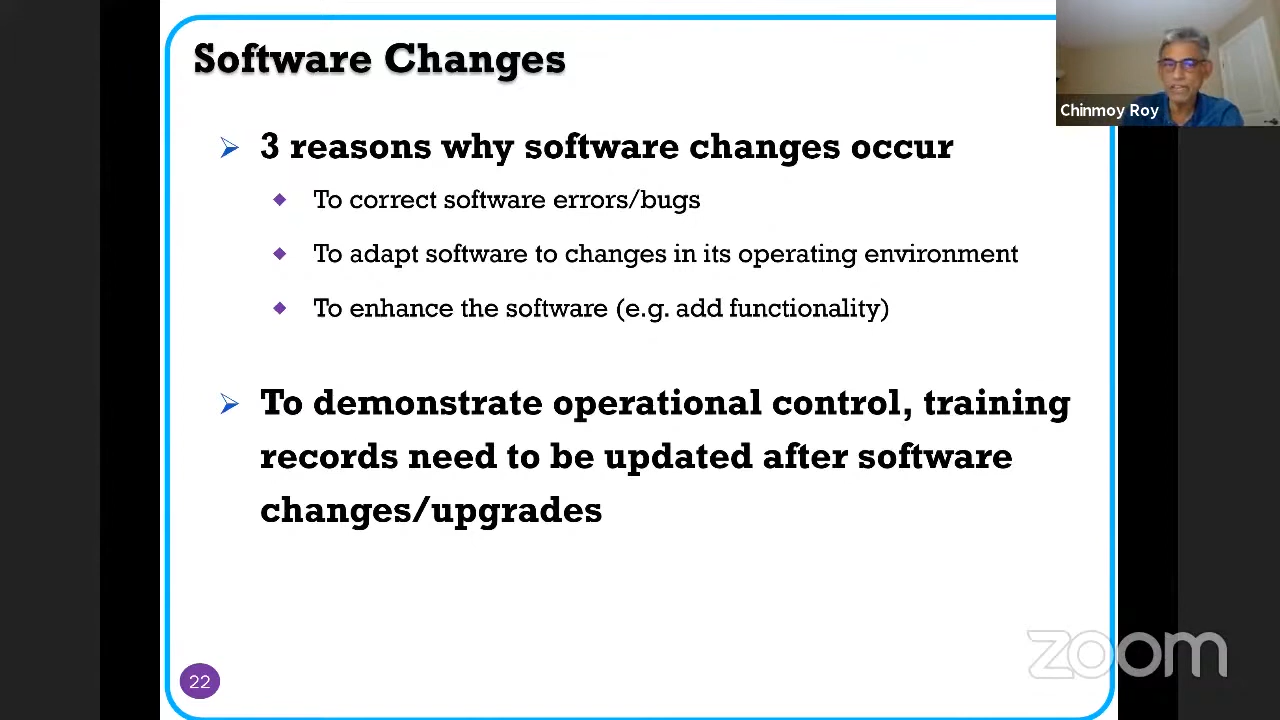 Software Changes
Chinmoy Roy
3 reasons why software changes occur
To correct software errors/bugs
To adapt software to changes in its operating environment
To enhance the software (e.g. add functionality)
To demonstrate operational control, training
records need to be updated after software
changes/upgrades
22
zoom